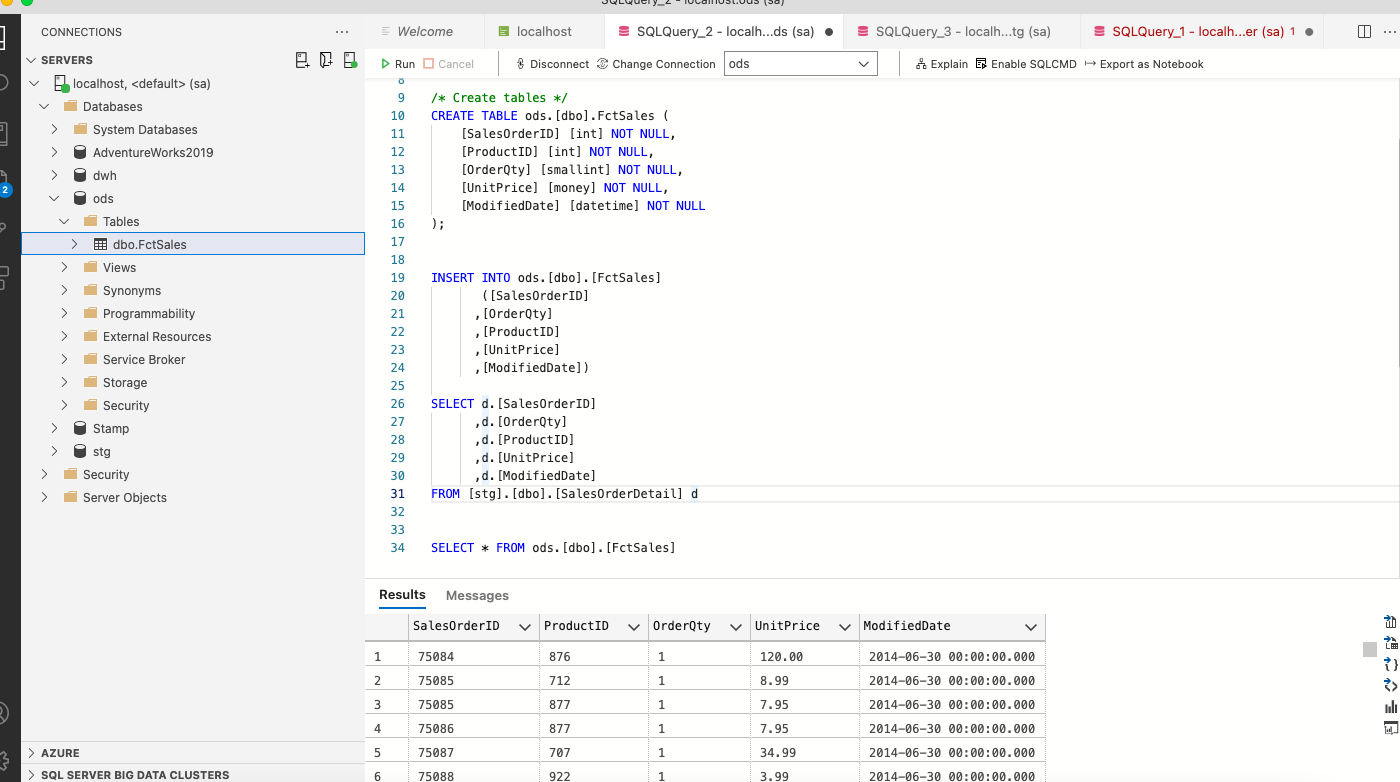 SQLQuery_2 - localhost.ods (sa)
CONNECTIONS
SERVERS
localhost, <default> (sa)
Databases
System Databases
AdventureWorks2019
dwh
ods
Tables
dbo.FctSales
Views
Synonyms
Programmability
External Resources
Service Broker
Storage
Security
Stamp
stg
Security
Server Objects
AZURE
SQL SERVER BIG DATA CLUSTERS
2
Welcome
localhost
SQLQuery_2 - localh...ds (sa)
SQLQuery_3 - localh...tg (sa)
SQLQuery_1 - localh...er (sa) 1
Run Cancel Disconnect Change Connection ods Explain Enable SQLCMD Export as Notebook
8
9 /* Create tables */
10 CREATE TABLE ods.[dbo].FctSales (
11 [SalesOrderID] [int] NOT NULL,
12 [ProductID] [int] NOT NULL,
13 [OrderQty] [smallint] NOT NULL,
14 [UnitPrice] [money] NOT NULL,
15 [ModifiedDate] [datetime] NOT NULL
16 );
17
18
19 INSERT INTO ods.[dbo].[FctSales]
20 ([SalesOrderID]
21 ,[OrderQty]
22 ,[ProductID]
23 ,[UnitPrice]
24 ,[ModifiedDate])
25
26 SELECT d.[SalesOrderID]
27 ,d.[OrderQty]
28 ,d.[ProductID]
29 ,d.[UnitPrice]
30 ,d.[ModifiedDate]
31 FROM [stg].[dbo].[SalesOrderDetail] d
32
33
34 SELECT * FROM ods.[dbo].[FctSales]
Results Messages
SalesOrderID ProductID OrderQty UnitPrice ModifiedDate
1 75084 876 1 120.00 2014-06-30 00:00:00.000
2 75085 712 1 8.99 2014-06-30 00:00:00.000
3 75085 877 1 7.95 2014-06-30 00:00:00.000
4 75086 877 1 7.95 2014-06-30 00:00:00.000
5 75087 707 1 34.99 2014-06-30 00:00:00.000
6 75088 922 1 3.99 2014-06-30 00:00:00.000